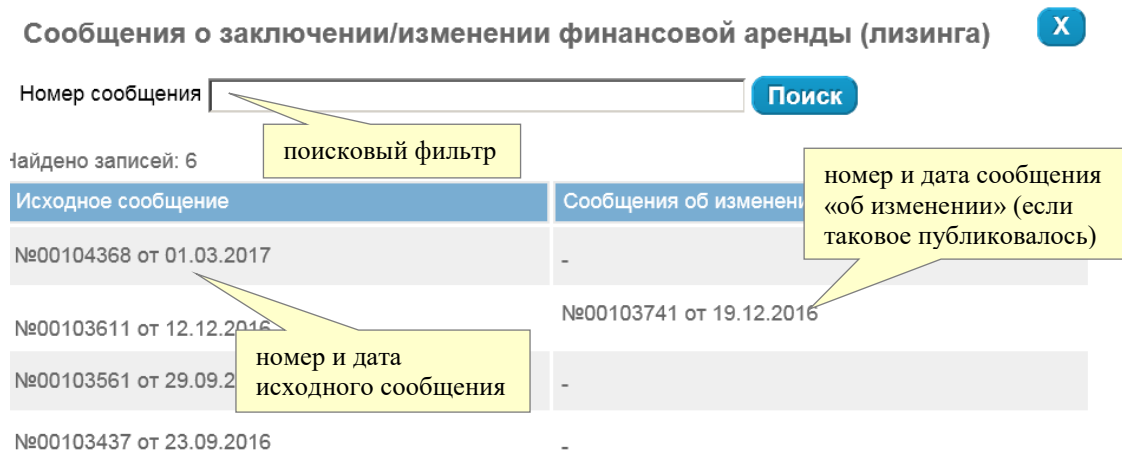 Сообщения о заключении/изменении финансовой аренды (лизинга)
X
Номер сообщения
Поиск
поисковый фильтр
Найдено записей: 6
номер и дата сообщения
«об изменении» (если
таковое публиковалось)
Исходное сообщение
Сообщения об изменени
№00104368 от 01.03.2017
-
№00103741 от 19.12.2016
№00103611 от 12.12.2016
номер и дата
исходного сообщения
№00103561 от 29.09.2
-
№00103437 от 23.09.2016
-